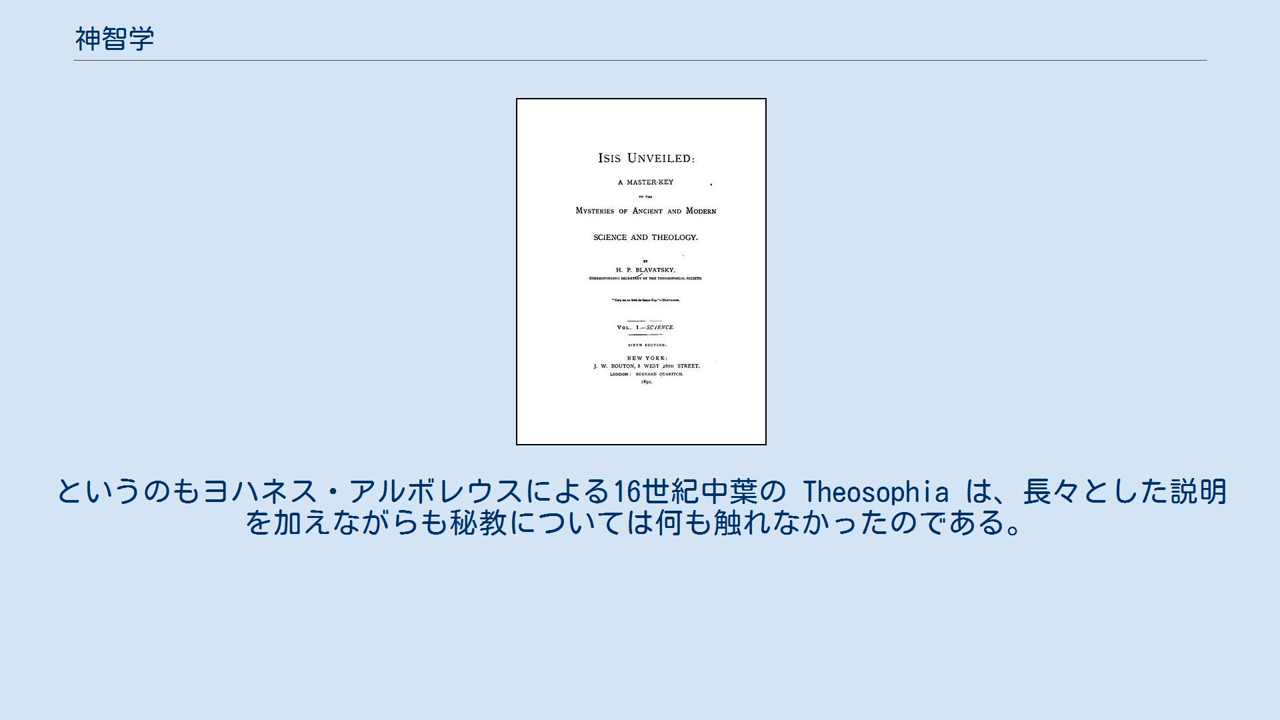 神智学
ISIS UNVEILED:
A MASTER-KEY
TO THE
MYSTERIES OF ANCIENT AND MODERN
SCIENCE AND THEOLOGY.
BY
H. P. BLAVATSKY,
CORRESPONDING SECRETARY OF THE THEOSOPHICAL SOCIETY.
VOL. I.—SCIENCE.
SIXTH EDITION.
NEW YORK:
J. W. BOUTON, 8 WEST 28TH STREET.
LONDON: BERNARD QUARITCH.
というのもヨハネス・アルボレウスによる16世紀中葉の Theosophia は、長々とした説明
を加えながらも秘教については何も触れなかったのである。